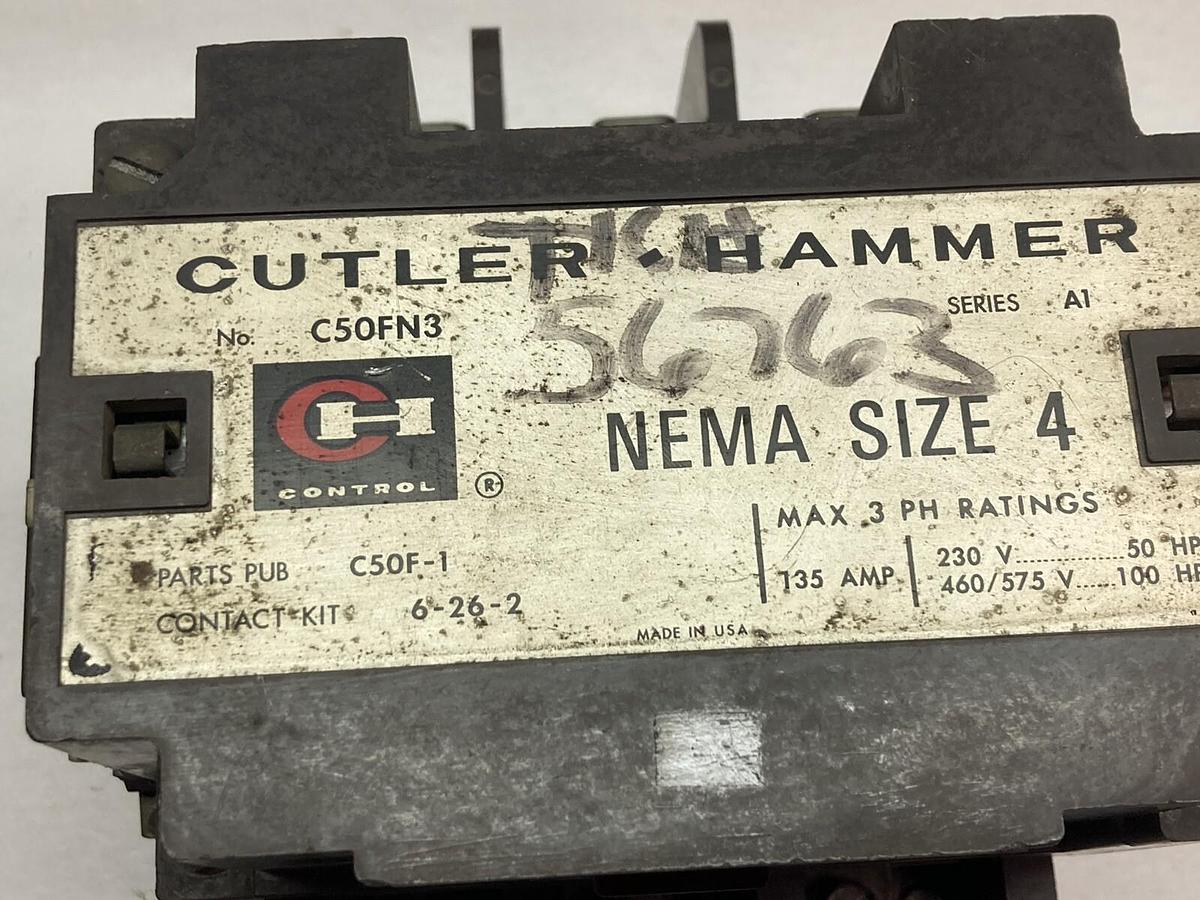 CUTLER-HAMMER
No. C50FN3
SERIES A1
56763
CH
CONTROL
®
NEMA SIZE 4
MAX 3 PH RATINGS
135 AMP
230 V............50 HP
460/575 V.....100 HP
PARTS PUB C50F-1
CONTACT KIT 6-26-2
MADE IN USA